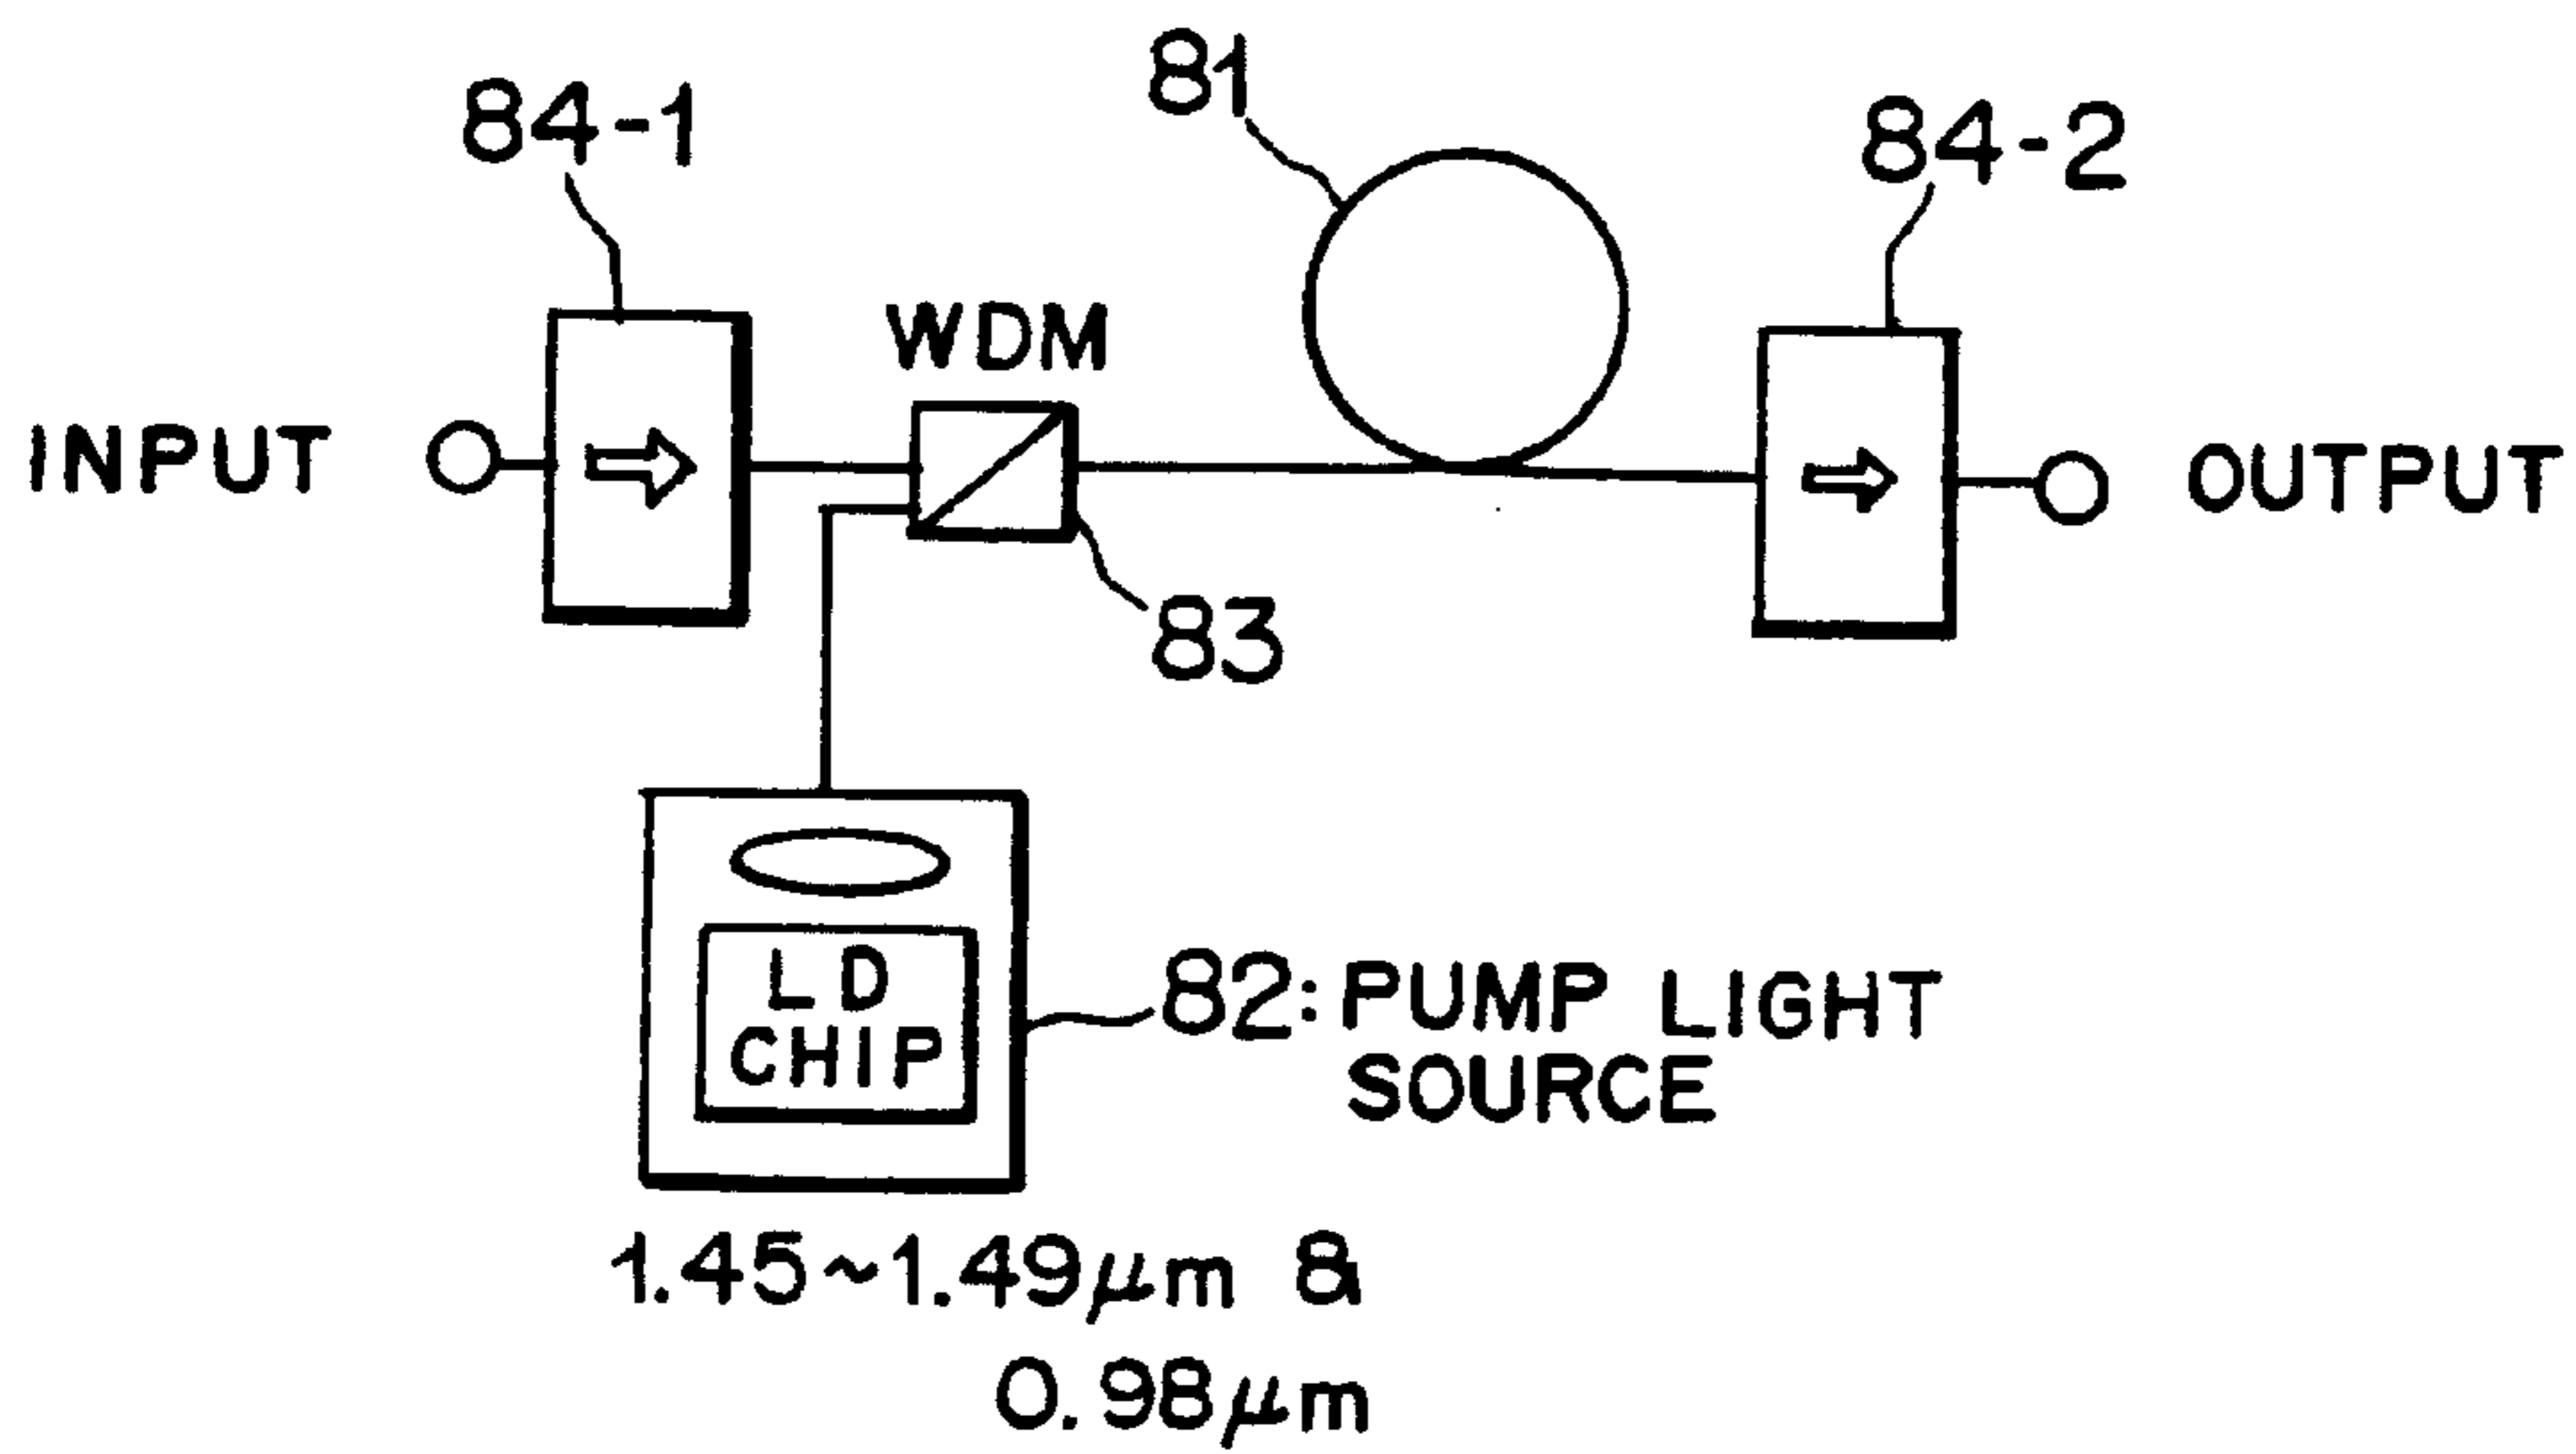 81
84-1
84-2
WDM
INPUT
OUTPUT
83
LD
CHIP
82: PUMP LIGHT
SOURCE
1.45~1.49μm &
0.98μm